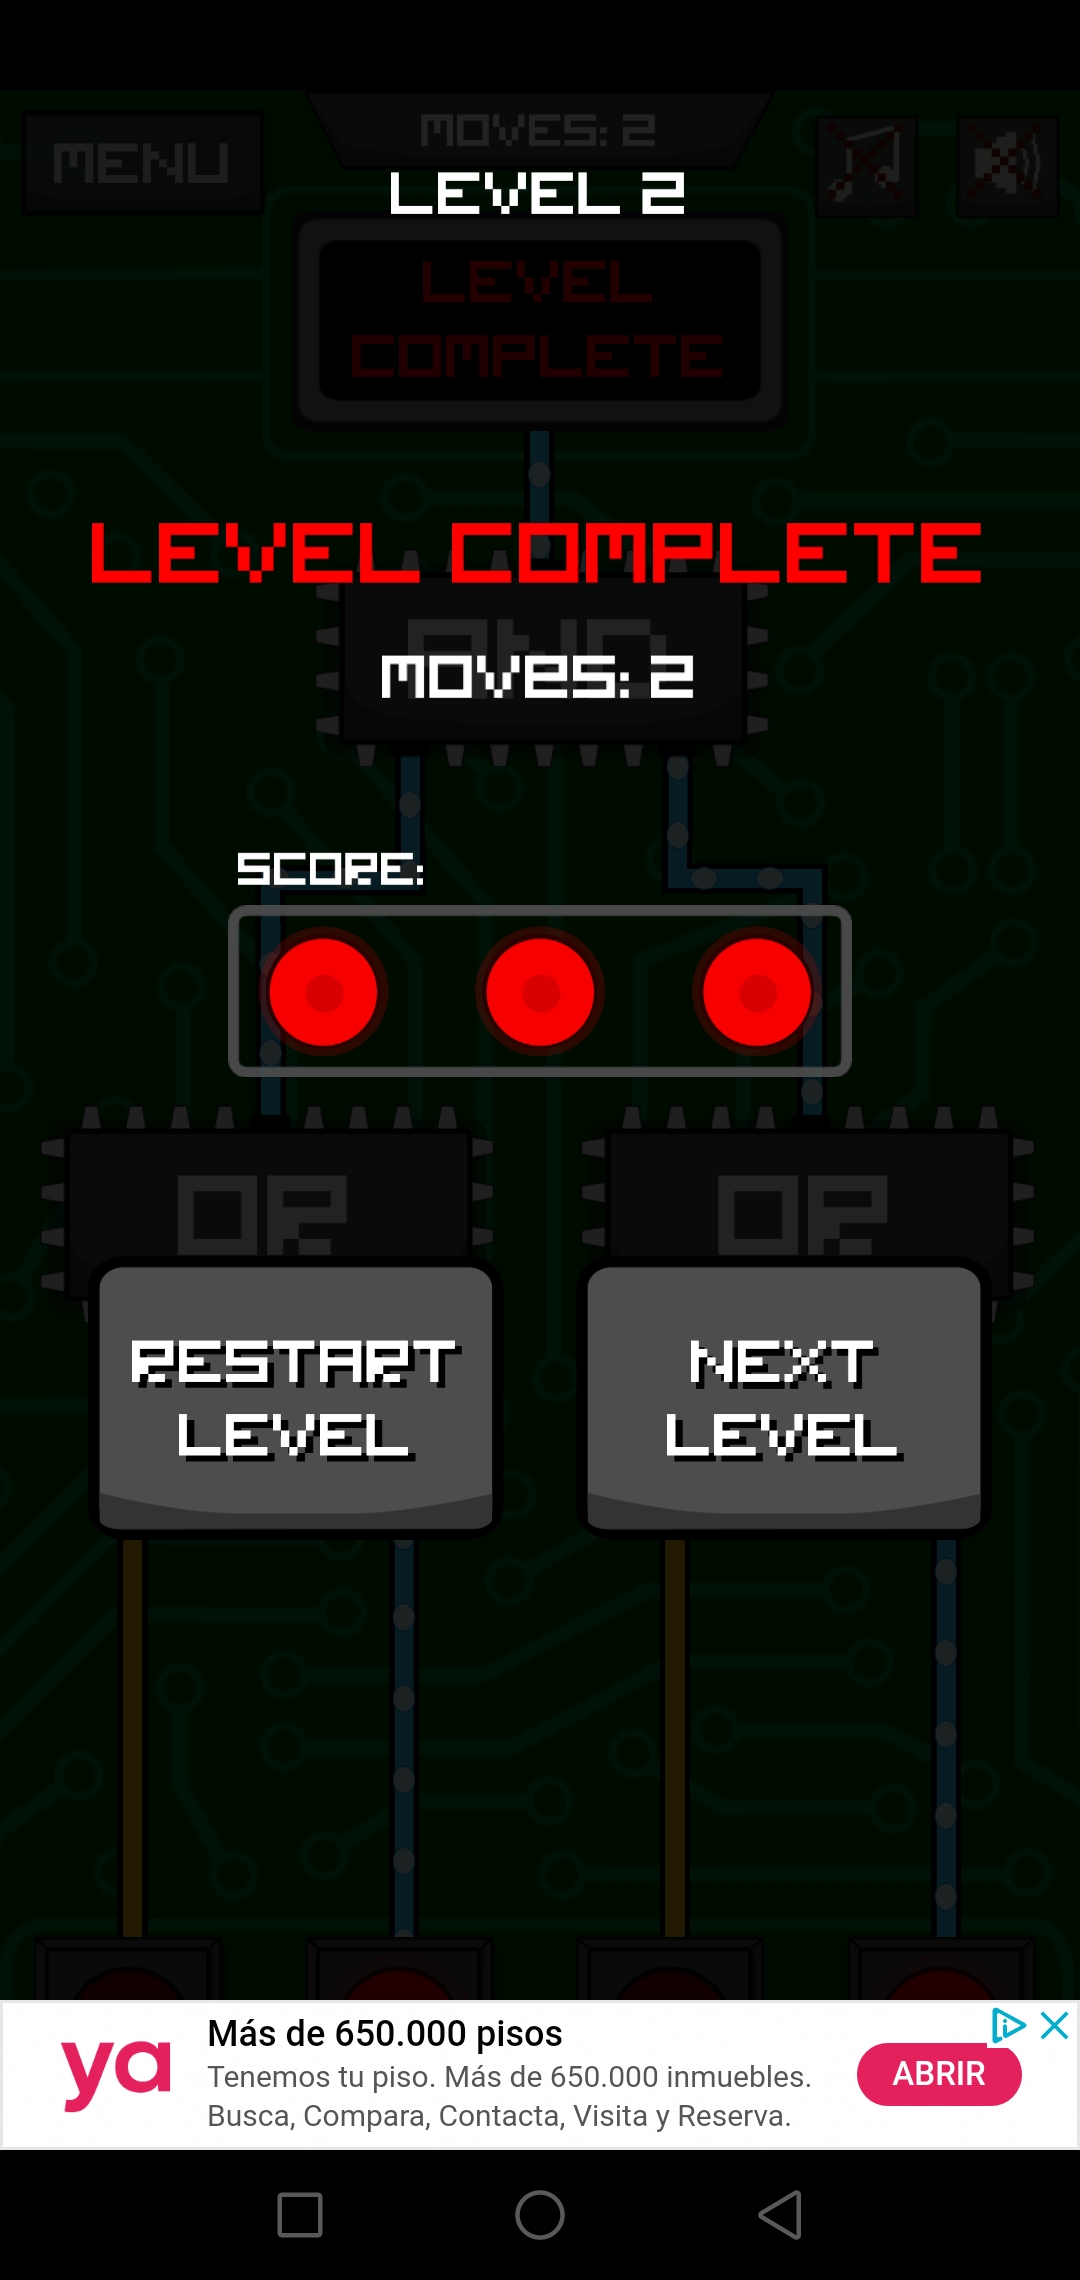 MENU
MOVES: 2
LEVEL 2
LEVEL
COMPLETE
LEVEL COMPLETE
AND
MOVES: 2
SCORE:
OR
OR
RESTART
LEVEL
NEXT
LEVEL
ya
Más de 650.000 pisos
Tenemos tu piso. Más de 650.000 inmuebles.
Busca, Compara, Contacta, Visita y Reserva.
ABRIR